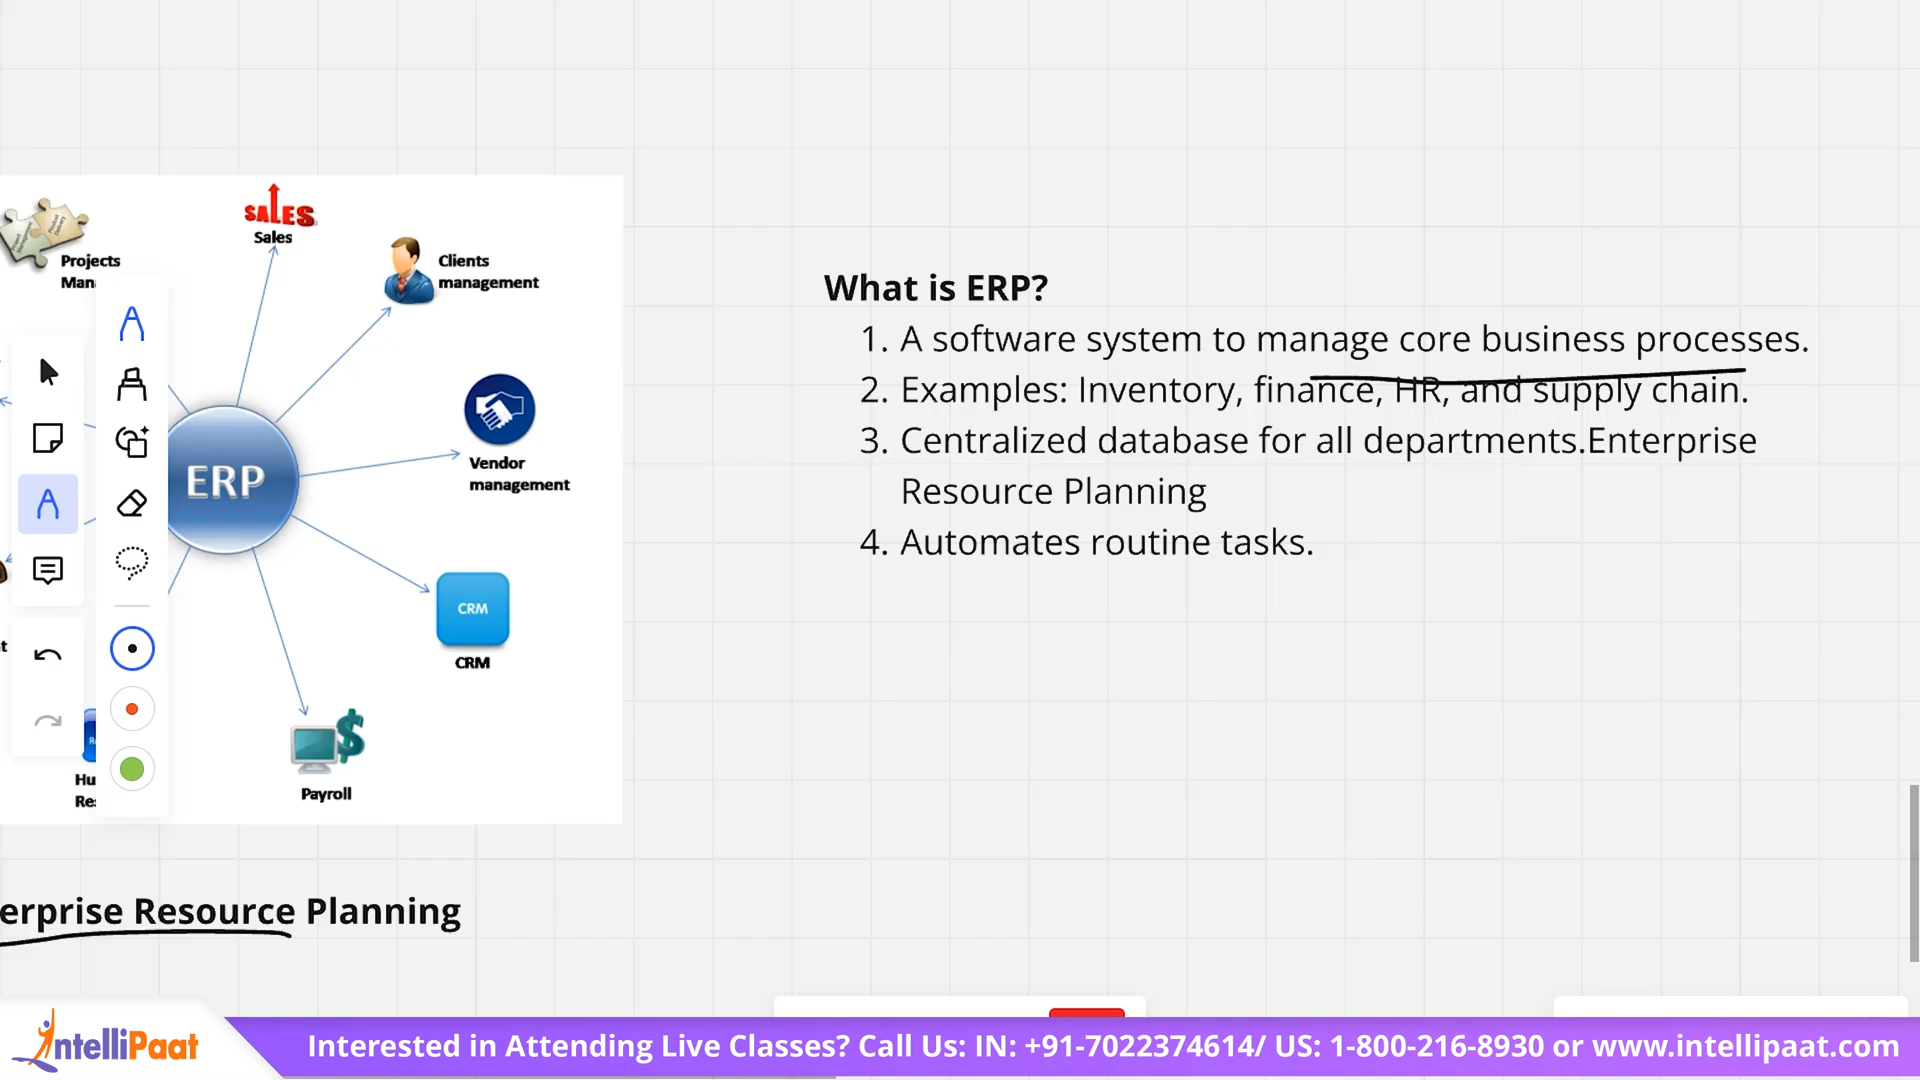 SALES
Sales
Projects
Man
Clients
management
What is ERP?
1. A software system to manage core business processes.
2. Examples: Inventory, finance, HR, and supply chain.
3. Centralized database for all departments.Enterprise
Resource Planning
4. Automates routine tasks.
ERP
Vendor
management
CRM
CRM
Payroll
Hu
Re
erprise Resource Planning
IntelliPaat
Interested in Attending Live Classes? Call Us: IN: +91-7022374614/ US: 1-800-216-8930 or www.intellipaat.com